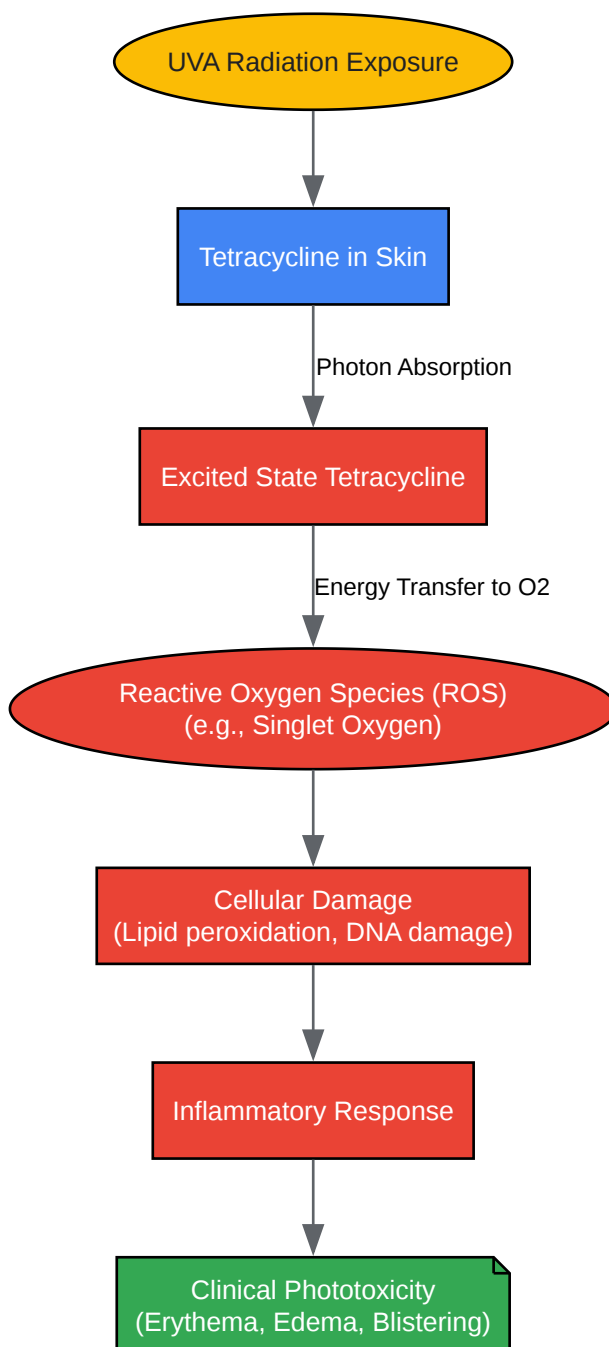 UVA Radiation Exposure
Tetracycline in Skin
Photon Absorption
Excited State Tetracycline
Energy Transfer to O2
Reactive Oxygen Species (ROS)
(e.g., Singlet Oxygen)
Cellular Damage
(Lipid peroxidation, DNA damage)
Inflammatory Response
Clinical Phototoxicity
(Erythema, Edema, Blistering)